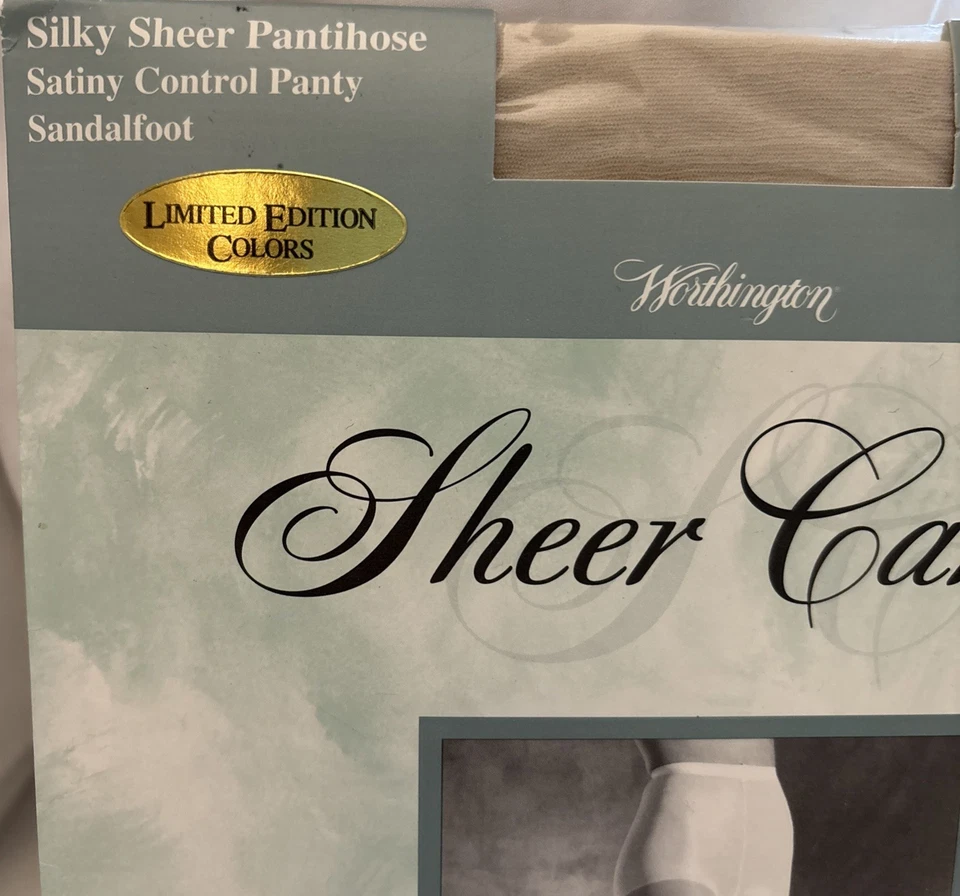 Silky Sheer Pantihose
Satiny Control Panty
Sandalfoot
LIMITED EDITION
COLORS
Worthington
Sheer